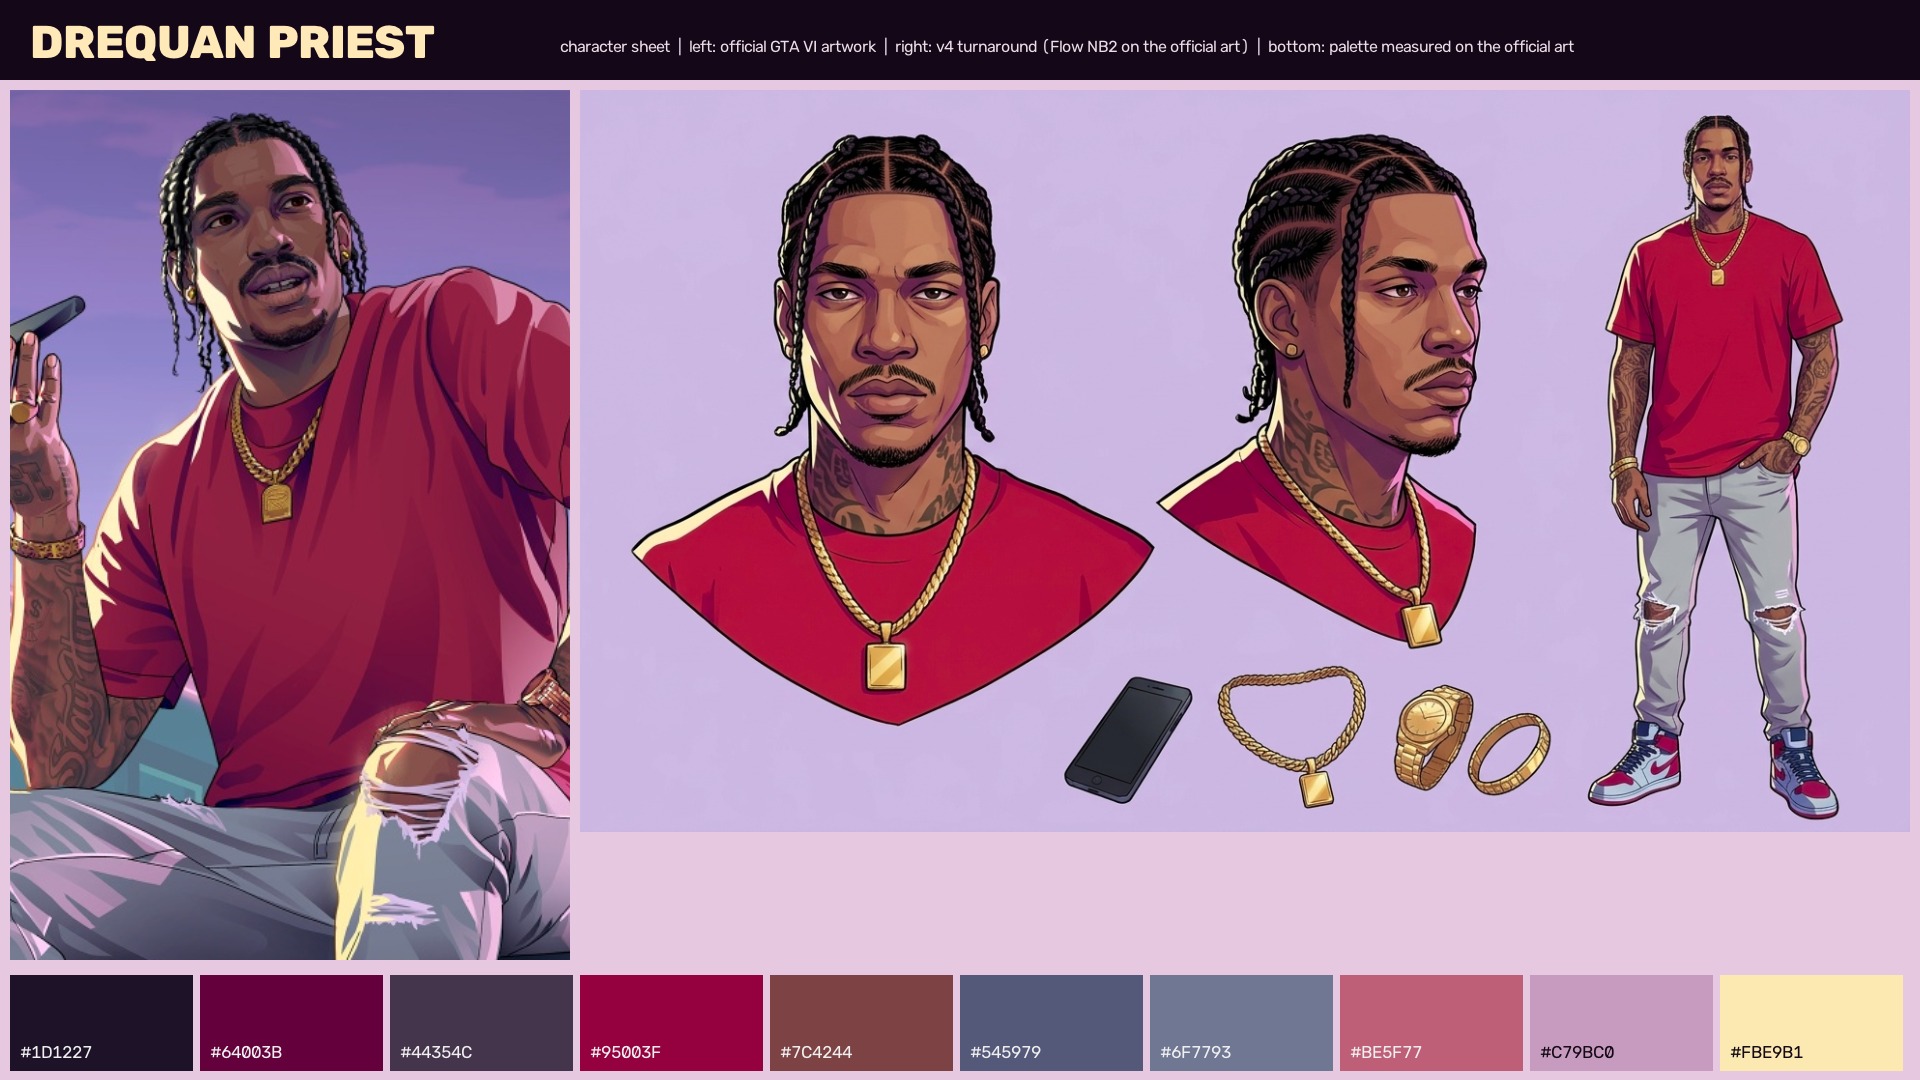 DREQUAN PRIEST
character sheet | left: official GTA VI artwork | right: v4 turnaround (Flow NB2 on the official art) | bottom: palette measured on the official art
#1D1227
#64003B
#44354C
#95003F
#7C4244
#545979
#6F7793
#BE5F77
#C79BC0
#FBE9B1